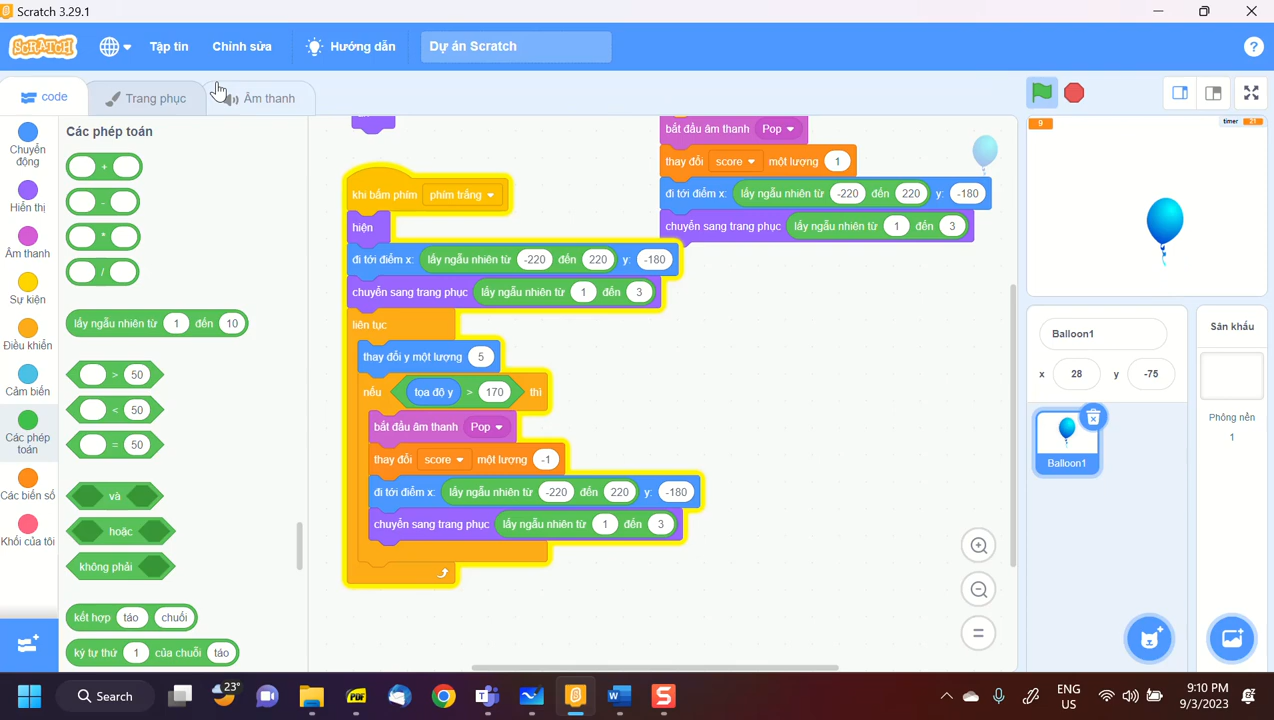 Scratch 3.29.1
SCRATCH
Tập tin
Chỉnh sửa
Hướng dẫn
Dự án Scratch
?
code
Trang phục
Âm thanh
Chuyển động
Hiển thị
Âm thanh
Sự kiện
Điều khiển
Cảm biến
Các phép toán
Các biến số
Khối của tôi
Các phép toán
+
-
*
/
lấy ngẫu nhiên từ 1 đến 10
> 50
< 50
= 50
và
hoặc
không phải
kết hợp táo chuối
ký tự thứ 1 của chuỗi táo
khi bấm phím phím trắng
hiện
đi tới điểm x: lấy ngẫu nhiên từ -220 đến 220 y: -180
chuyển sang trang phục lấy ngẫu nhiên từ 1 đến 3
liên tục
thay đổi y một lượng 5
nếu tọa độ y > 170 thì
bắt đầu âm thanh Pop
thay đổi score một lượng -1
đi tới điểm x: lấy ngẫu nhiên từ -220 đến 220 y: -180
chuyển sang trang phục lấy ngẫu nhiên từ 1 đến 3
bắt đầu âm thanh Pop
thay đổi score một lượng 1
đi tới điểm x: lấy ngẫu nhiên từ -220 đến 220 y: -180
chuyển sang trang phục lấy ngẫu nhiên từ 1 đến 3
9
timer 31
Balloon1
x 28 y -75
Balloon1
Sân khấu
Phông nền
1
23°
Search
ENG
US
9:10 PM
9/3/2023